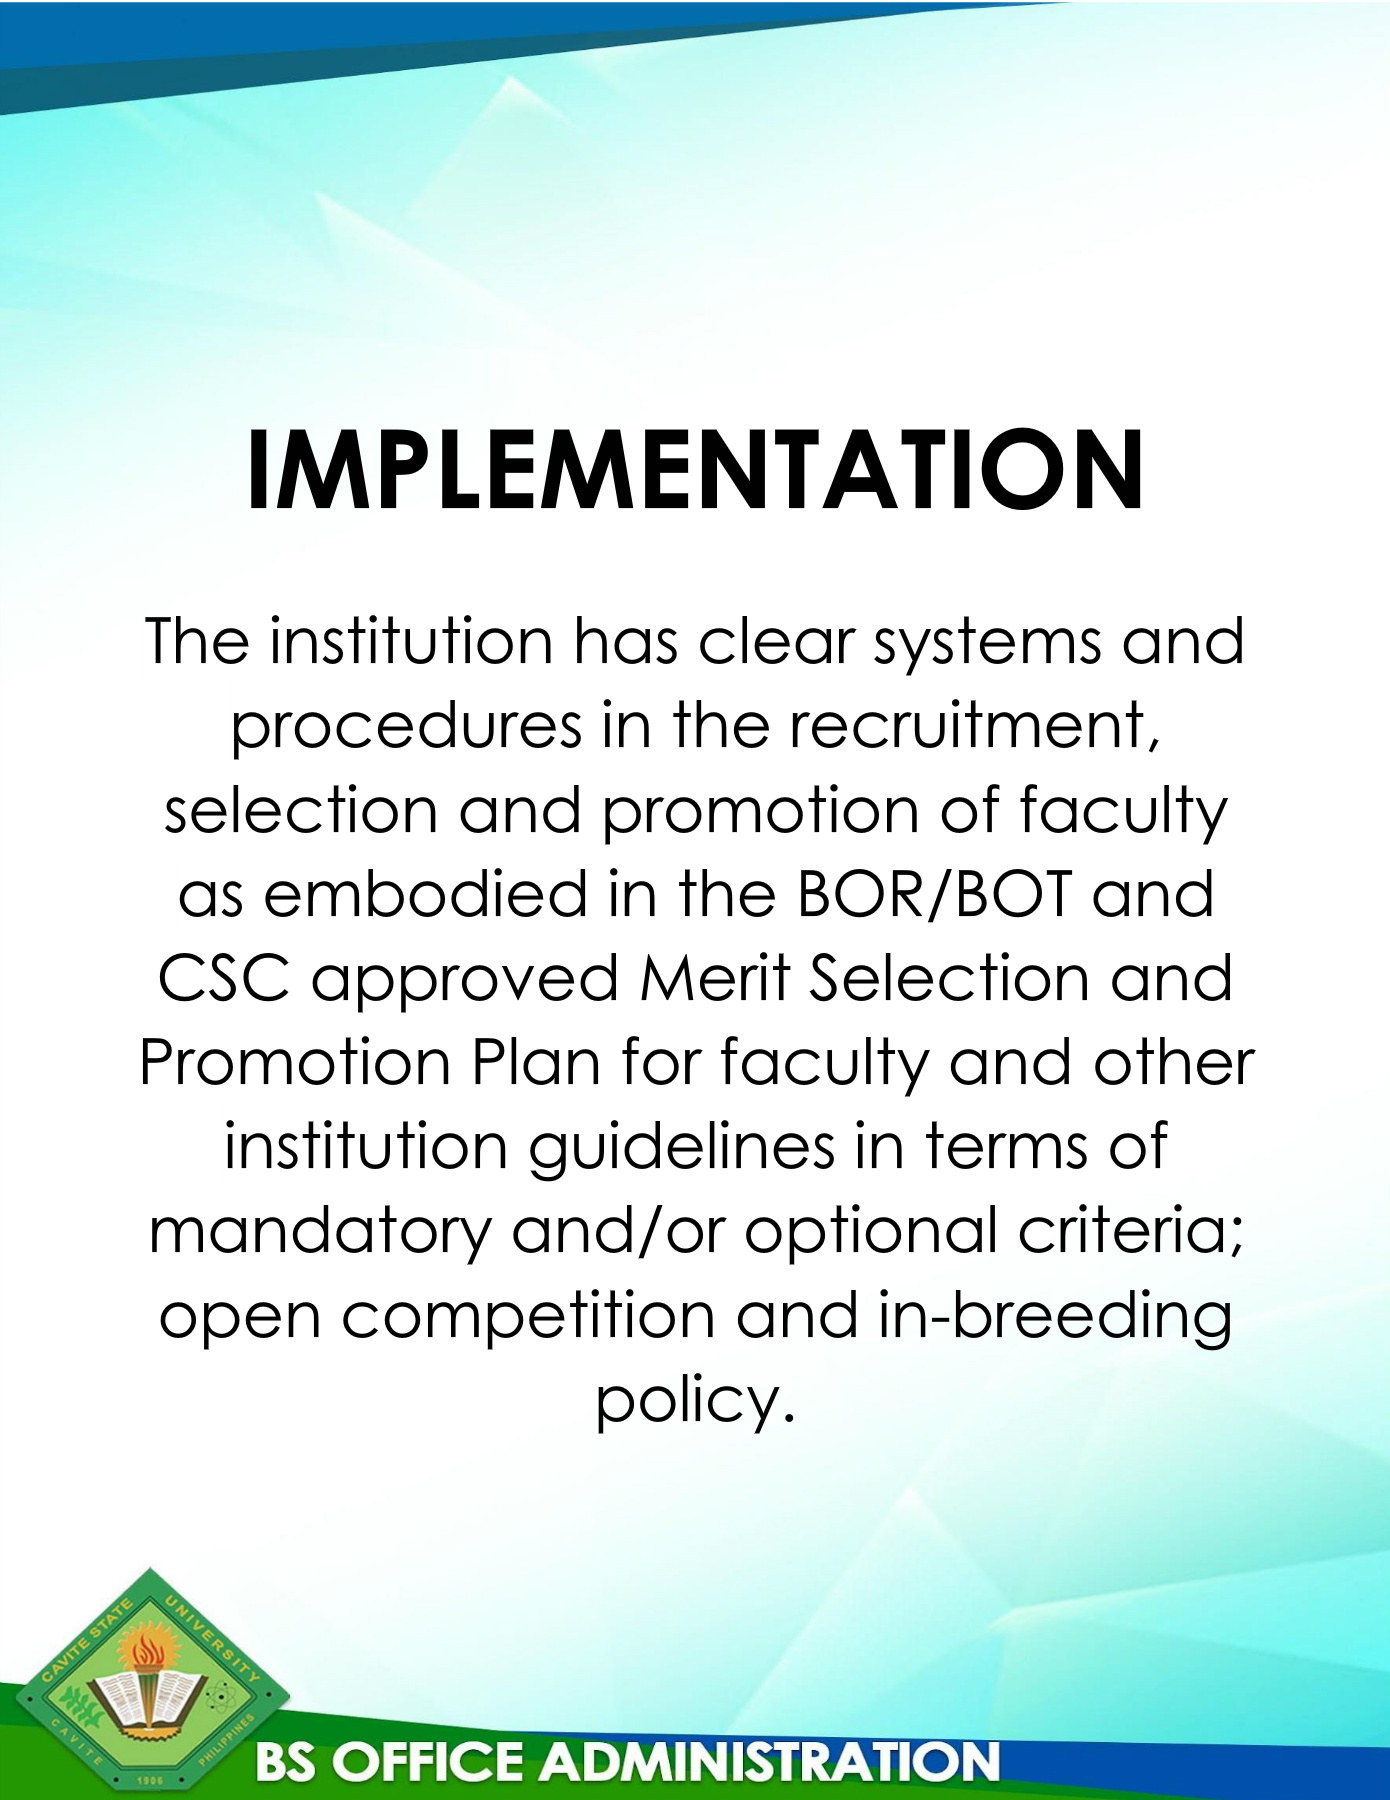 IMPLEMENTATION
The institution has clear systems and
procedures in the recruitment,
selection and promotion of faculty
as embodied in the BOR/BOT and
CSC approved Merit Selection and
Promotion Plan for faculty and other
institution guidelines in terms of
mandatory and/or optional criteria;
open competition and in-breeding
policy.
CAVITE STATE UNIVERSITY
CAVITE
1906
PHILIPPINES
BS OFFICE ADMINISTRATION